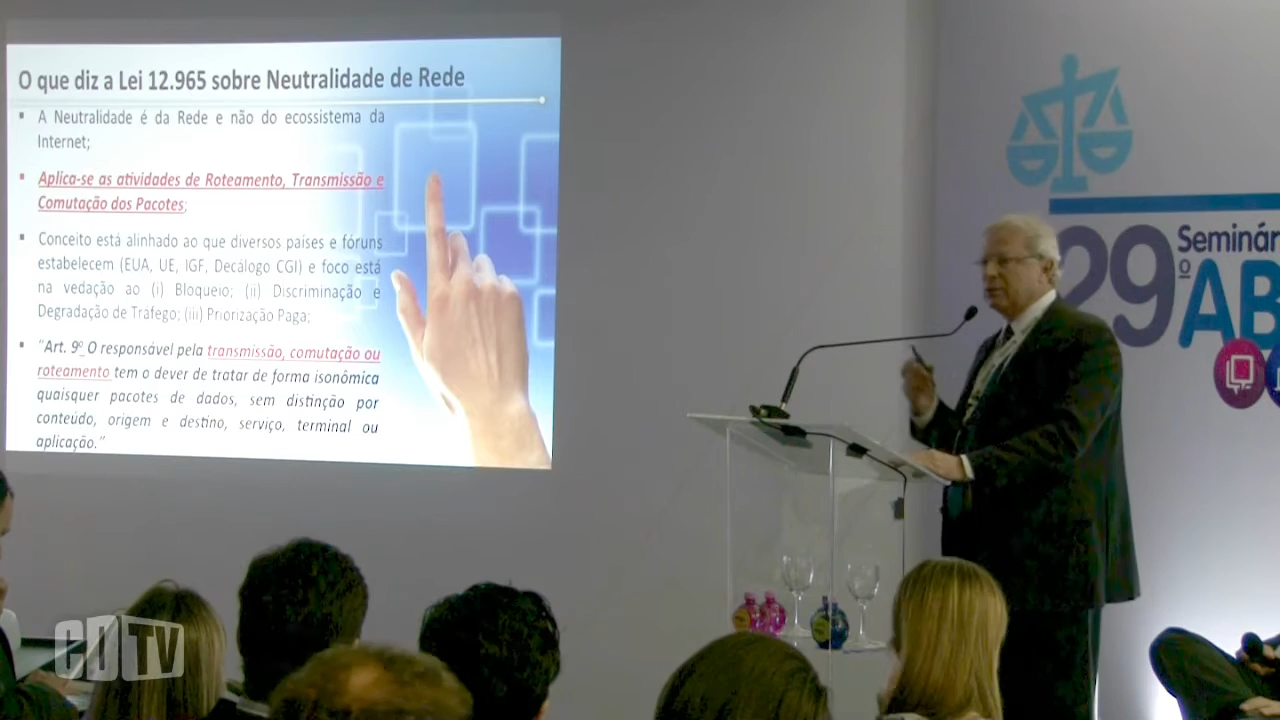 O que diz a Lei 12.965 sobre Neutralidade de Rede
▪ A Neutralidade é da Rede e não do ecossistema da
Internet;
▪ Aplica-se as atividades de Roteamento, Transmissão e
Comutação dos Pacotes;
▪ Conceito está alinhado ao que diversos países e fóruns
estabelecem (EUA, UE, IGF, Decálogo CGI) e foco está
na vedação ao (i) Bloqueio; (ii) Discriminação e
Degradação de Tráfego; (iii) Priorização Paga;
▪ “Art. 9º O responsável pela transmissão, comutação ou
roteamento tem o dever de tratar de forma isonômica
quaisquer pacotes de dados, sem distinção por
conteúdo, origem e destino, serviço, terminal ou
aplicação.”
29º Seminár
AB
CDTV